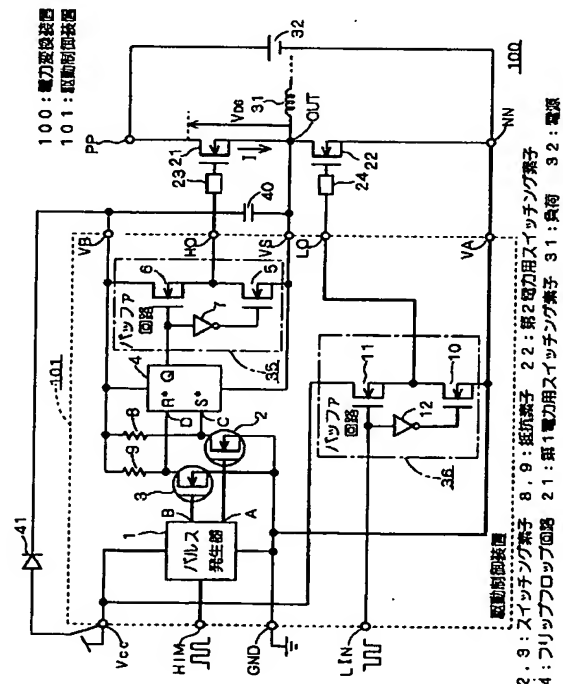 100:電力変換装置
101:駆動制御装置
32
100
PP
VDG
31
OUT
NN
21
I
22
23
24
40
VB
HO
VS
LO
VA
101
6
5
バッファ
回路
7
35
4
Q
R*
S*
D
C
8
9
2
3
B
A
1
パルス
発生器
バッファ
回路
11
10
12
36
41
Vcc
HIM
GND
LIN
駆動制御装置
2,3:スイッチング素子 8,9:抵抗素子 22:第2電力用スイッチング素子
4:フリップフロップ回路 21:第1電力用スイッチング素子 31:負荷 32:電源